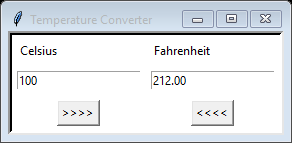 Temperature Converter
Celsius Fahrenheit
100 212.00
>>>> <<<<